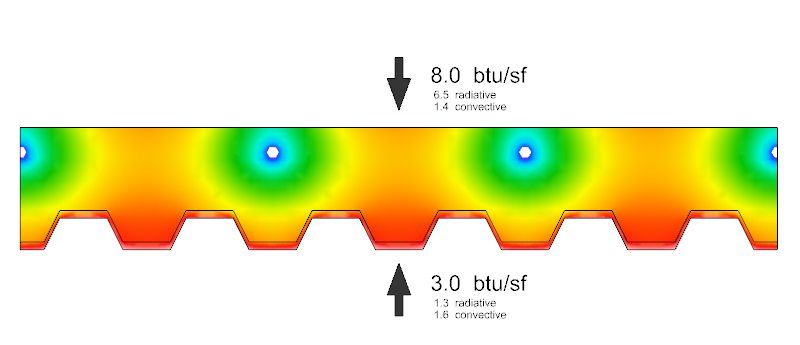 8.0 btu/sf
6.5 radiative
1.4 convective
3.0 btu/sf
1.3 radiative
1.6 convective